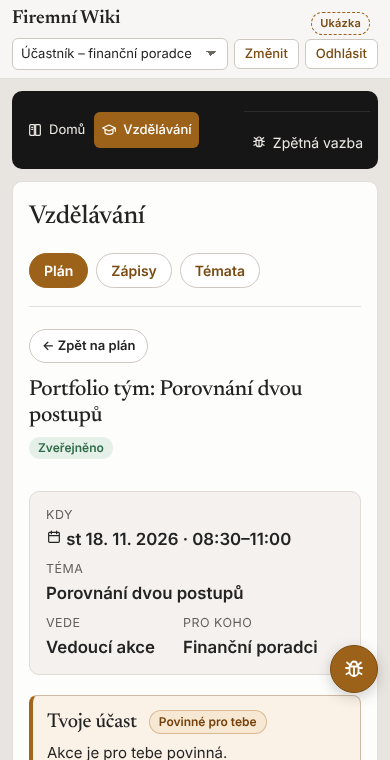 Firemní Wiki
Ukázka
Účastník – finanční poradce
Změnit
Odhlásit
Domů
Vzdělávání
Zpětná vazba
Vzdělávání
Plán
Zápisy
Témata
← Zpět na plán
Portfolio tým: Porovnání dvou
postupů
Zveřejněno
KDY
st 18. 11. 2026 · 08:30–11:00
TÉMA
Porovnání dvou postupů
VEDE
Vedoucí akce
PRO KOHO
Finanční poradci
Tvoje účast
Povinné pro tebe
Akce je pro tebe povinná.